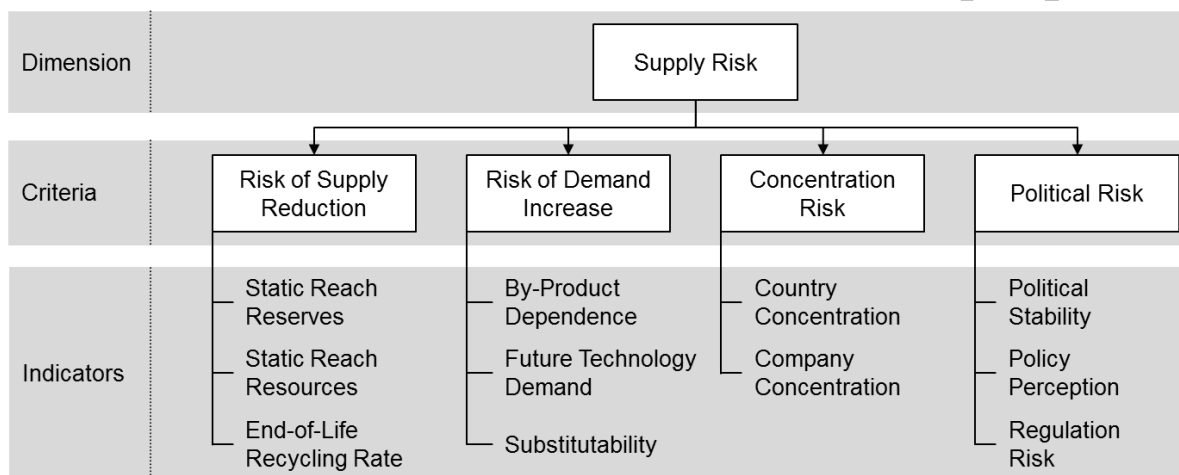 Dimension
Supply Risk
Criteria
Risk of Supply
Reduction
Risk of Demand
Increase
Concentration
Risk
Political Risk
Indicators
Static Reach
Reserves
Static Reach
Resources
End-of-Life
Recycling Rate
By-Product
Dependence
Future Technology
Demand
Substitutability
Country
Concentration
Company
Concentration
Political
Stability
Policy
Perception
Regulation
Risk